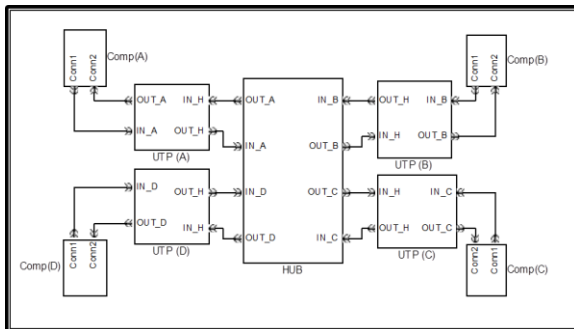 Conn1
Conn2
Comp(A)
OUT_A
IN_H
IN_A
OUT_H
UTP (A)
OUT_A
IN_B
IN_A
OUT_B
IN_D
OUT_C
OUT_D
IN_C
HUB
Conn1
Conn2
Comp(B)
OUT_H
IN_B
IN_H
OUT_B
UTP (B)
IN_D
OUT_H
OUT_D
IN_H
UTP (D)
Conn1
Conn2
Comp(D)
IN_H
IN_C
OUT_H
OUT_C
UTP (C)
Conn2
Conn1
Comp(C)